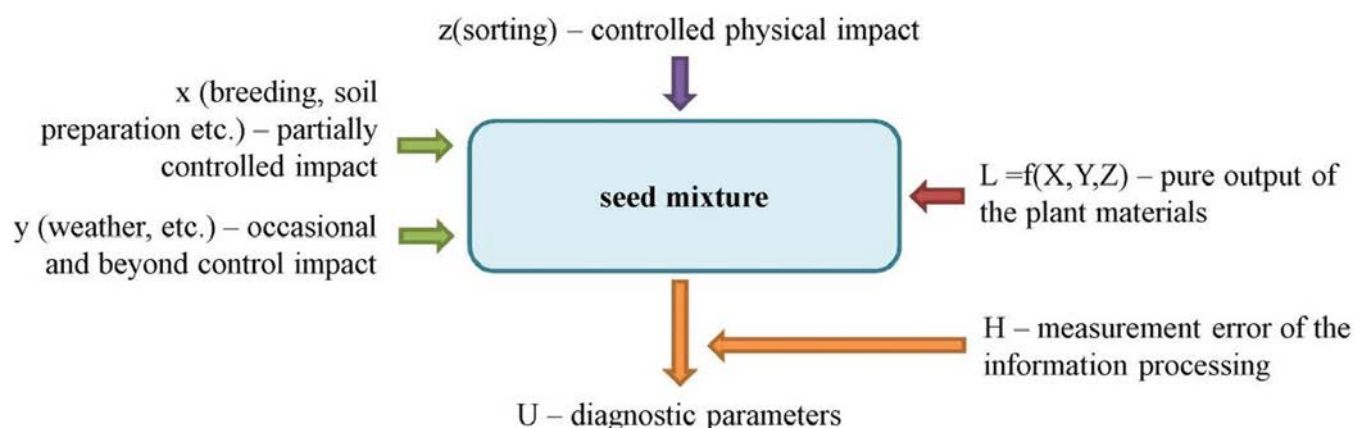 z(sorting) – controlled physical impact
x (breeding, soil
preparation etc.) – partially
controlled impact
seed mixture
L =f(X,Y,Z) – pure output of
the plant materials
y (weather, etc.) – occasional
and beyond control impact
H – measurement error of the
information processing
U – diagnostic parameters